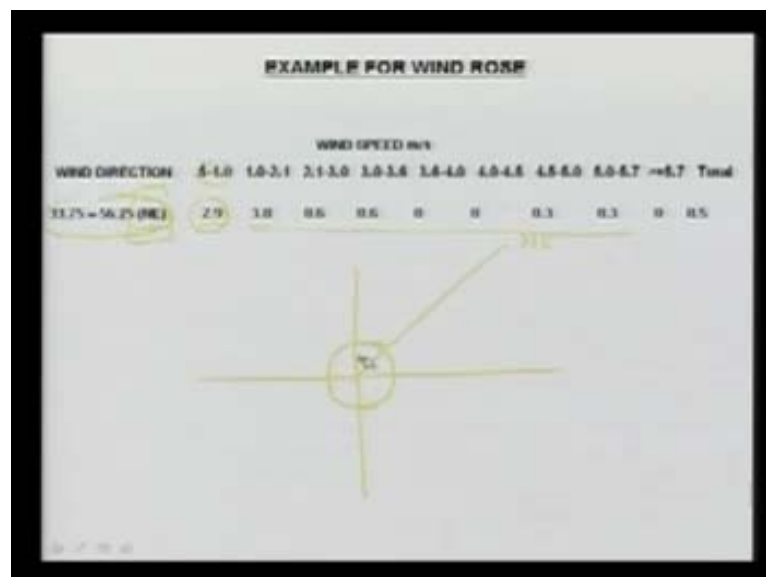 EXAMPLE FOR WIND ROSE
WIND SPEED m/s
WIND DIRECTION .5-1.0 1.0-2.1 2.1-3.0 3.0-3.6 3.6-4.0 4.0-4.5 4.5-5.0 5.0-5.7 >=5.7 Total
33.75 – 56.25 (NE) 2.9 3.8 0.6 0.6 0 0 0.3 0.3 0 8.5